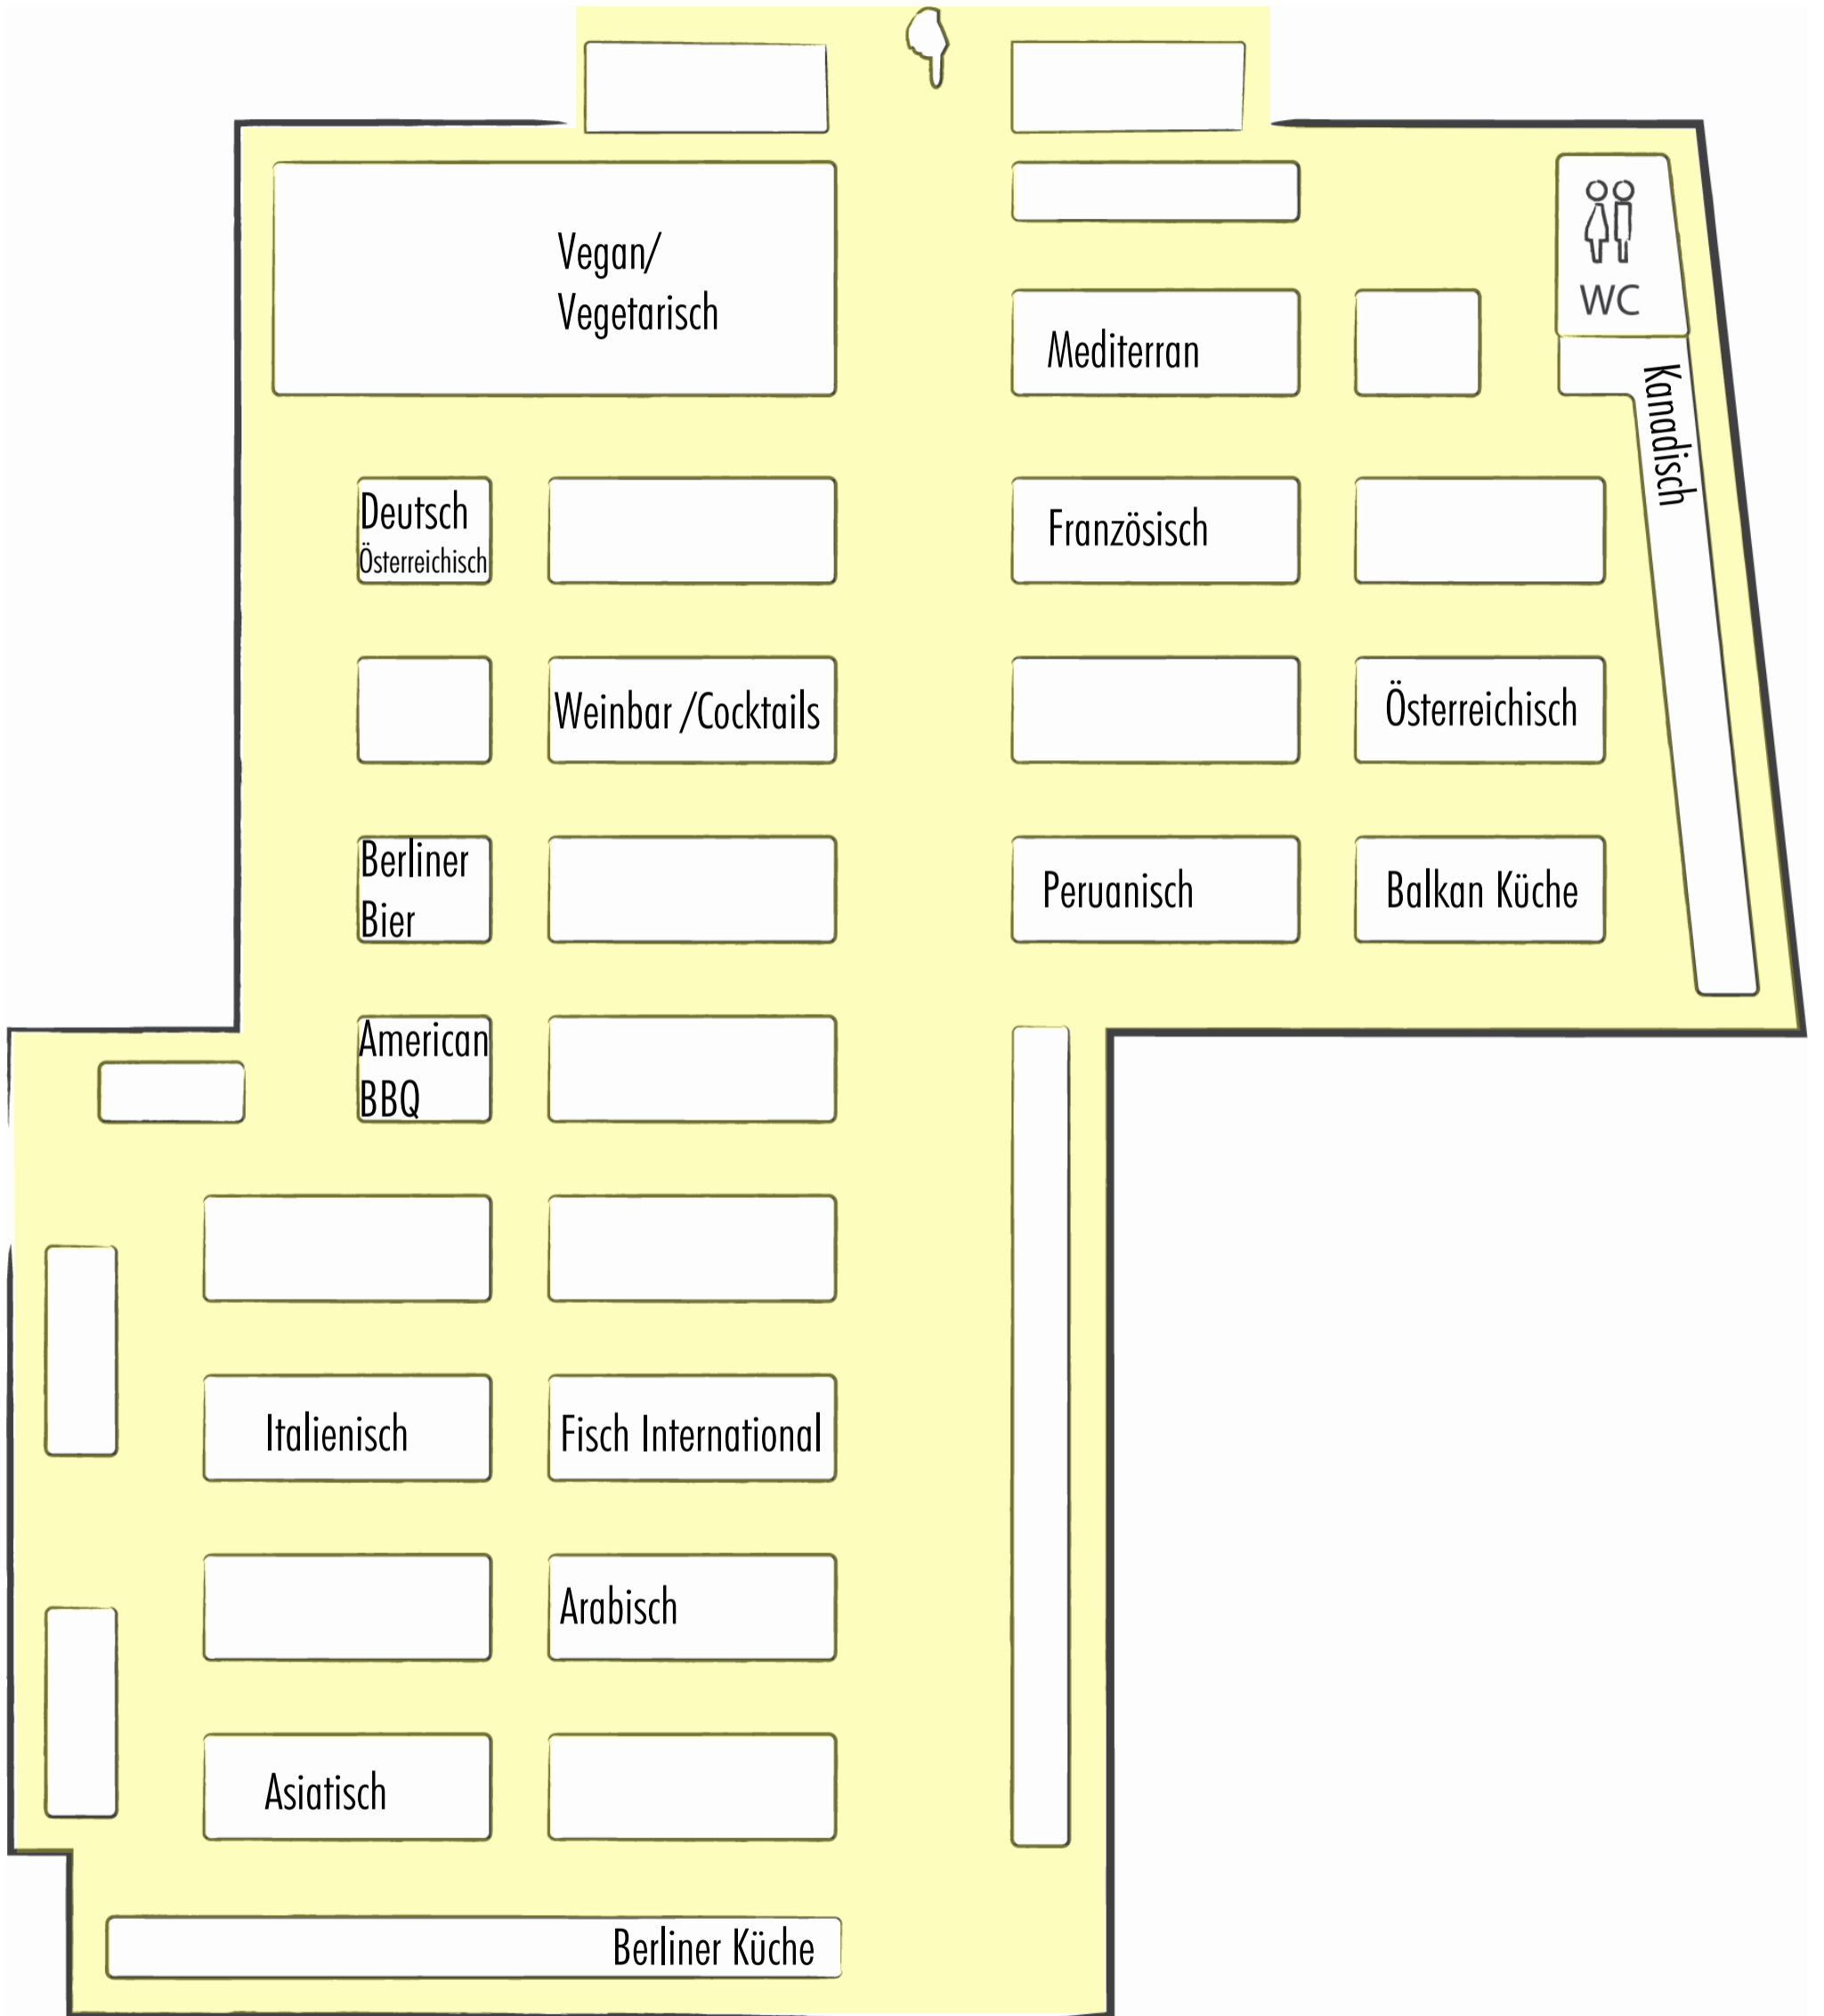 Vegan/
Vegetarisch
WC
Mediterran
Kanadisch
Deutsch
Österreichisch
Französisch
Weinbar /Cocktails
Österreichisch
Berliner
Bier
Peruanisch
Balkan Küche
American
BBQ
Italienisch
Fisch International
Arabisch
Asiatisch
Berliner Küche